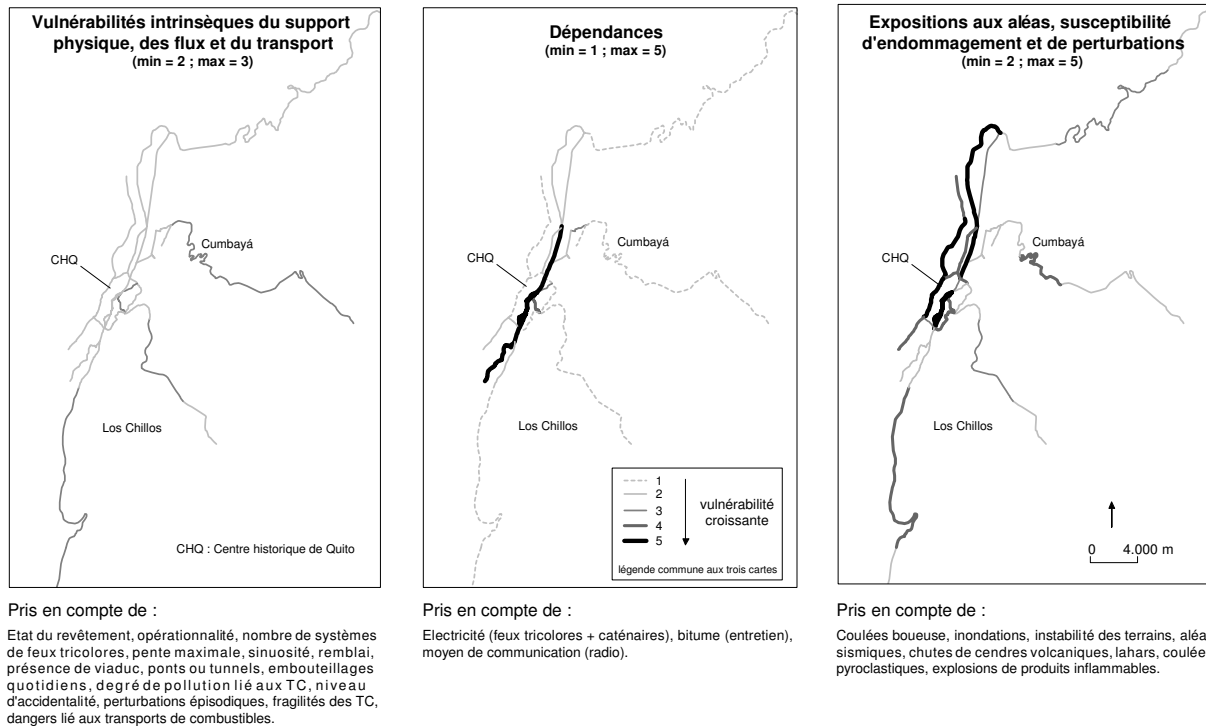 Vulnérabilités intrinsèques du support
physique, des flux et du transport
(min = 2 ; max = 3)
CHQ
Cumbayá
Los Chillos
CHQ : Centre historique de Quito
Pris en compte de :
Etat du revêtement, opérationnalité, nombre de systèmes
de feux tricolores, pente maximale, sinuosité, remblai,
présence de viaduc, ponts ou tunnels, embouteillages
quotidiens, degré de pollution lié aux TC, niveau
d'accidentalité, perturbations épisodiques, fragilités des TC,
dangers lié aux transports de combustibles.
Dépendances
(min = 1 ; max = 5)
CHQ
Cumbayá
Los Chillos
1
2
3
4
5
vulnérabilité
croissante
légende commune aux trois cartes
Pris en compte de :
Electricité (feux tricolores + caténaires), bitume (entretien),
moyen de communication (radio).
Expositions aux aléas, susceptibilité
d'endommagement et de perturbations
(min = 2 ; max = 5)
CHQ
Cumbayá
Los Chillos
0 4.000 m
Pris en compte de :
Coulées boueuse, inondations, instabilité des terrains, aléa
sismiques, chutes de cendres volcaniques, lahars, coulée
pyroclastiques, explosions de produits inflammables.